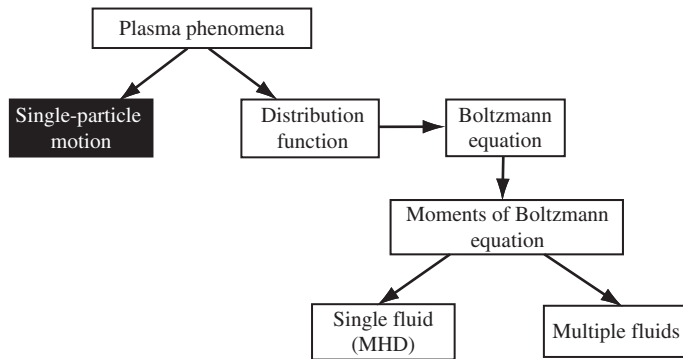 Plasma phenomena
Single-particle
motion
Distribution
function
Boltzmann
equation
Moments of Boltzmann
equation
Single fluid
(MHD)
Multiple fluids